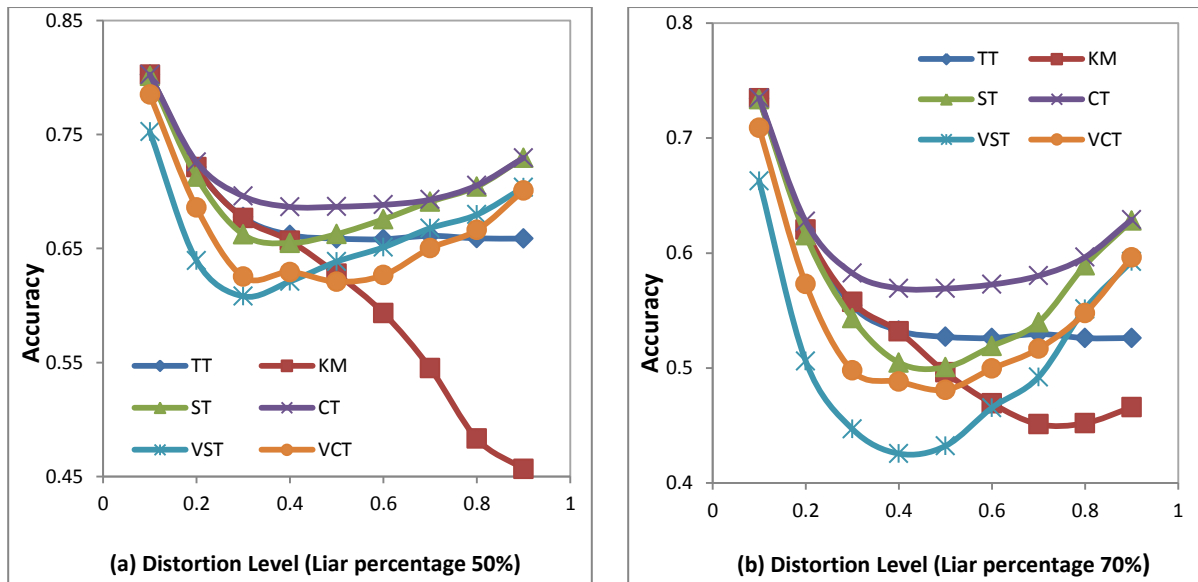 0.85
0.75
0.65
0.55
0.45
Accuracy
TT
KM
ST
CT
VST
VCT
0
0.2
0.4
0.6
0.8
1
(a) Distortion Level (Liar percentage 50%)
0.8
0.7
0.6
0.5
0.4
Accuracy
TT
KM
ST
CT
VST
VCT
0
0.2
0.4
0.6
0.8
1
(b) Distortion Level (Liar percentage 70%)